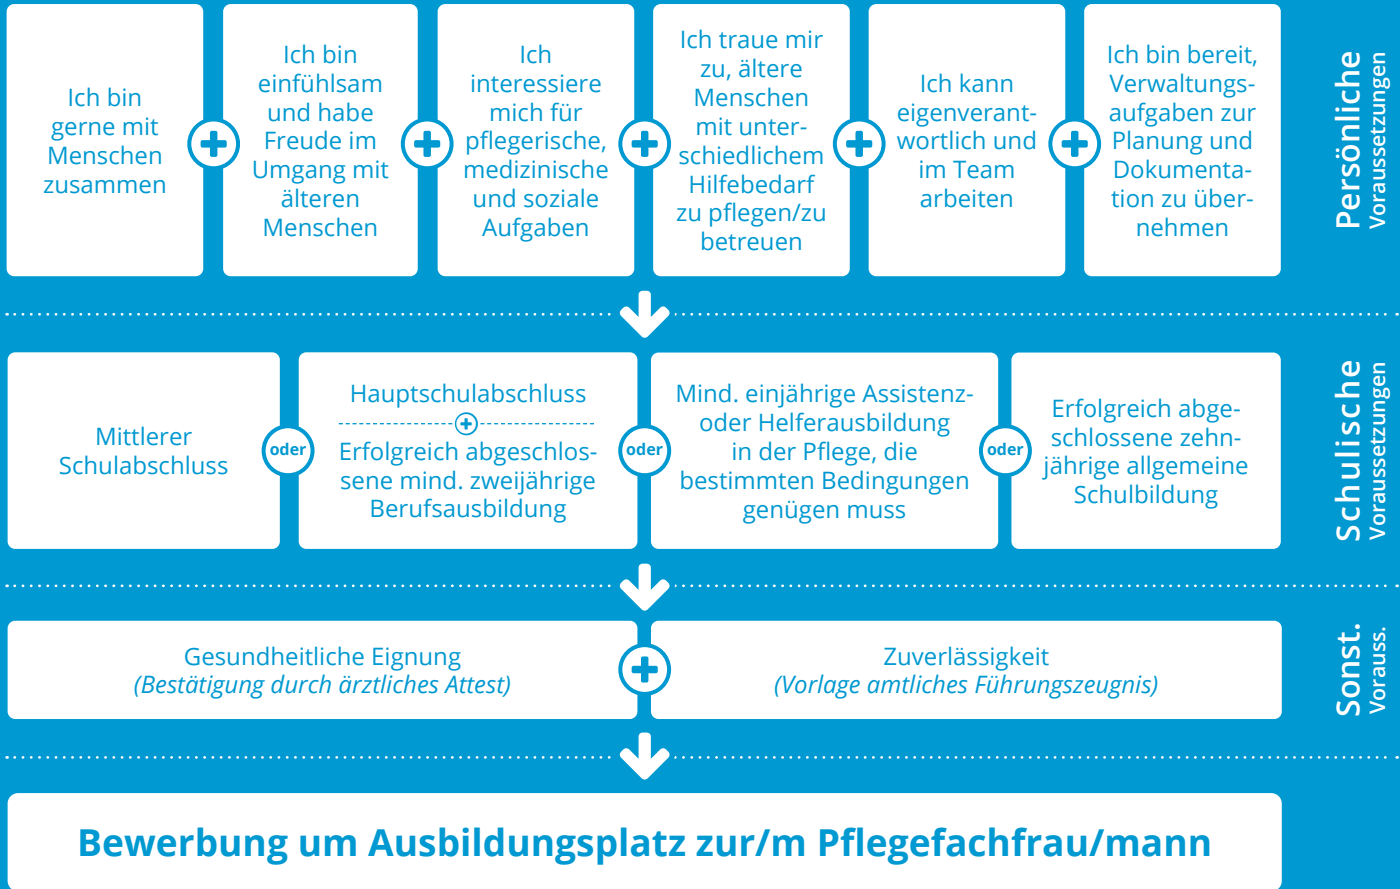 Ich bin
gerne mit
Menschen
zusammen
Ich bin
einfühlsam
und habe
Freude im
Umgang mit
älteren
Menschen
Ich
interessiere
mich für
pflegerische,
medizinische
und soziale
Aufgaben
Ich traue mir
zu, ältere
Menschen
mit unter-
schiedlichem
Hilfebedarf
zu pflegen/zu
betreuen
Ich kann
eigenverant-
wortlich und
im Team
arbeiten
Ich bin bereit,
Verwaltungs-
aufgaben zur
Planung und
Dokumenta-
tion zu über-
nehmen
Persönliche
Voraussetzungen
Mittlerer
Schulabschluss
oder
Hauptschulabschluss
Erfolgreich abgeschlos-
sene mind. zweijährige
Berufsausbildung
oder
Mind. einjährige Assistenz-
oder Helferausbildung
in der Pflege, die
bestimmten Bedingungen
genügen muss
oder
Erfolgreich abge-
schlossene zehn-
jährige allgemeine
Schulbildung
Schulische
Voraussetzungen
Gesundheitliche Eignung
(Bestätigung durch ärztliches Attest)
Zuverlässigkeit
(Vorlage amtliches Führungszeugnis)
Sonst.
Vorauss.
Bewerbung um Ausbildungsplatz zur/m Pflegefachfrau/mann